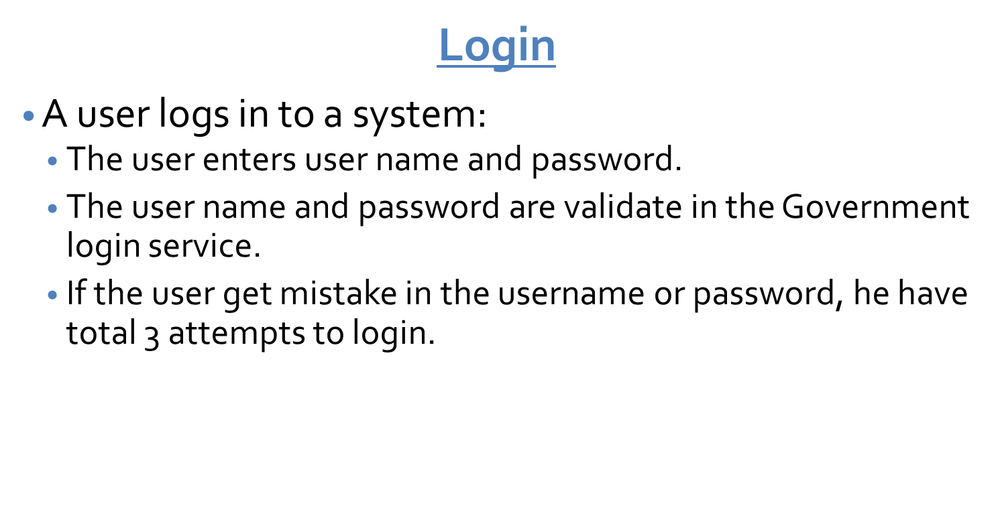 Login
• A user logs in to a system:
• The user enters user name and password.
• The user name and password are validate in the Government
login service.
• If the user get mistake in the username or password, he have
total 3 attempts to login.